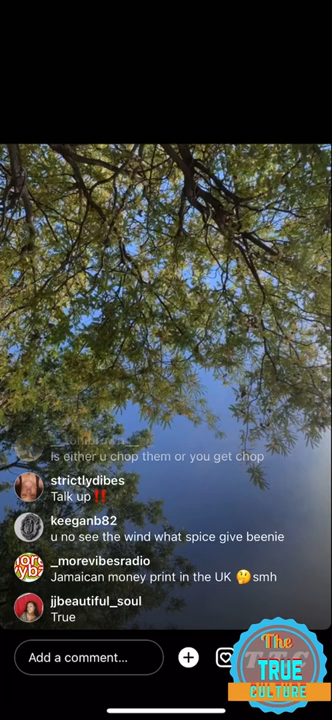 is either u chop them or you get chop
strictlydibes
Talk up‼️
keeganb82
u no see the wind what spice give beenie
_morevibesradio
Jamaican money print in the UK 🤔smh
jjbeautiful_soul
True
Add a comment...
The
TRUE
CULTURE